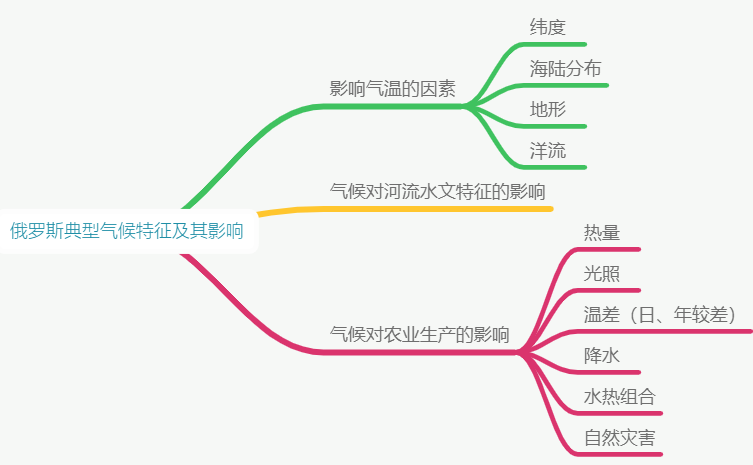 纬度
海陆分布
影响气温的因素
地形
洋流
气候对河流水文特征的影响
俄罗斯典型气候特征及其影响
热量
光照
温差（日、年较差）
气候对农业生产的影响
降水
水热组合
自然灾害